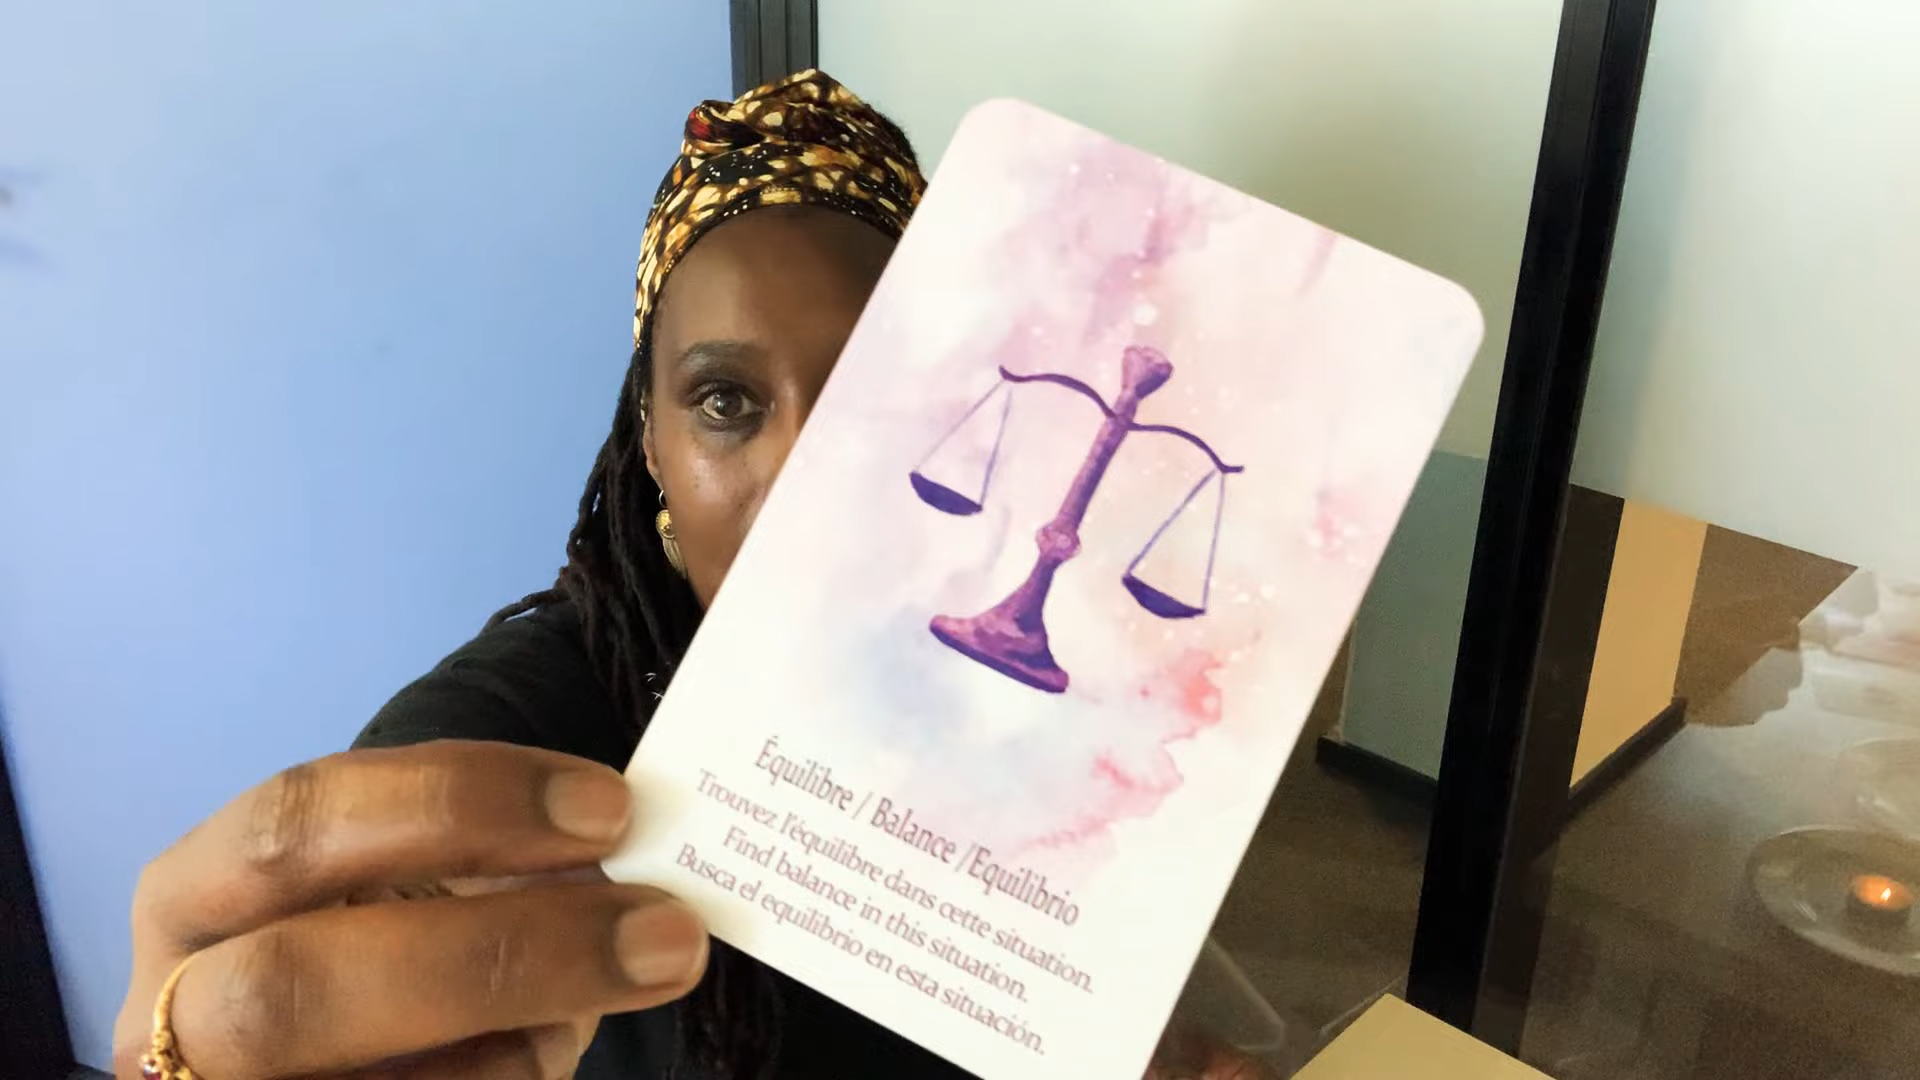 Équilibre / Balance /Equilibrio
Trouvez l'équilibre dans cette situation.
Find balance in this situation.
Busca el equilibrio en esta situación.